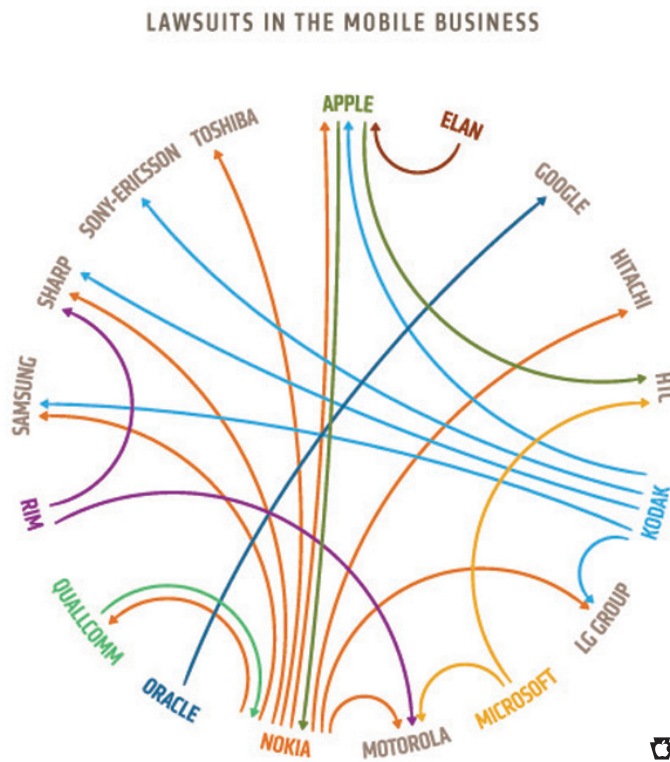 LAWSUITS IN THE MOBILE BUSINESS
APPLE
ELAN
TOSHIBA
SONY-ERICSSON
GOOGLE
SHARP
HITACHI
SAMSUNG
RIM
KODAK
QUALLCOMM
LG GROUP
ORACLE
MICROSOFT
NOKIA
MOTOROLA